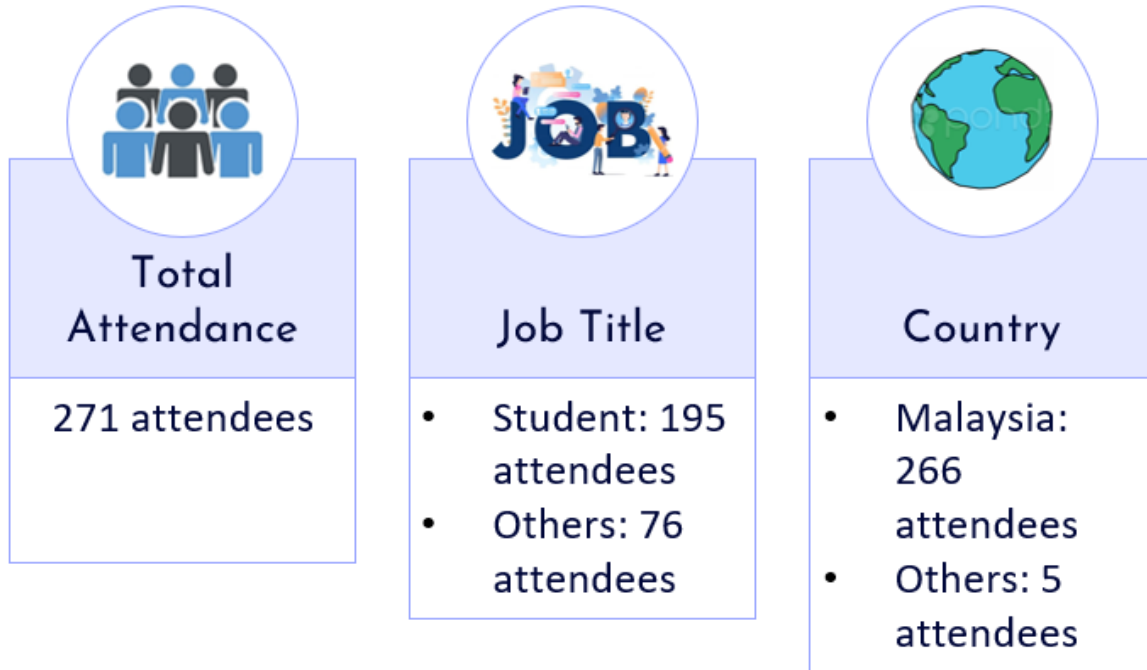 JOB
Total
Attendance
271 attendees
Job Title
• Student: 195
attendees
• Others: 76
attendees
Country
• Malaysia:
266
attendees
• Others: 5
attendees